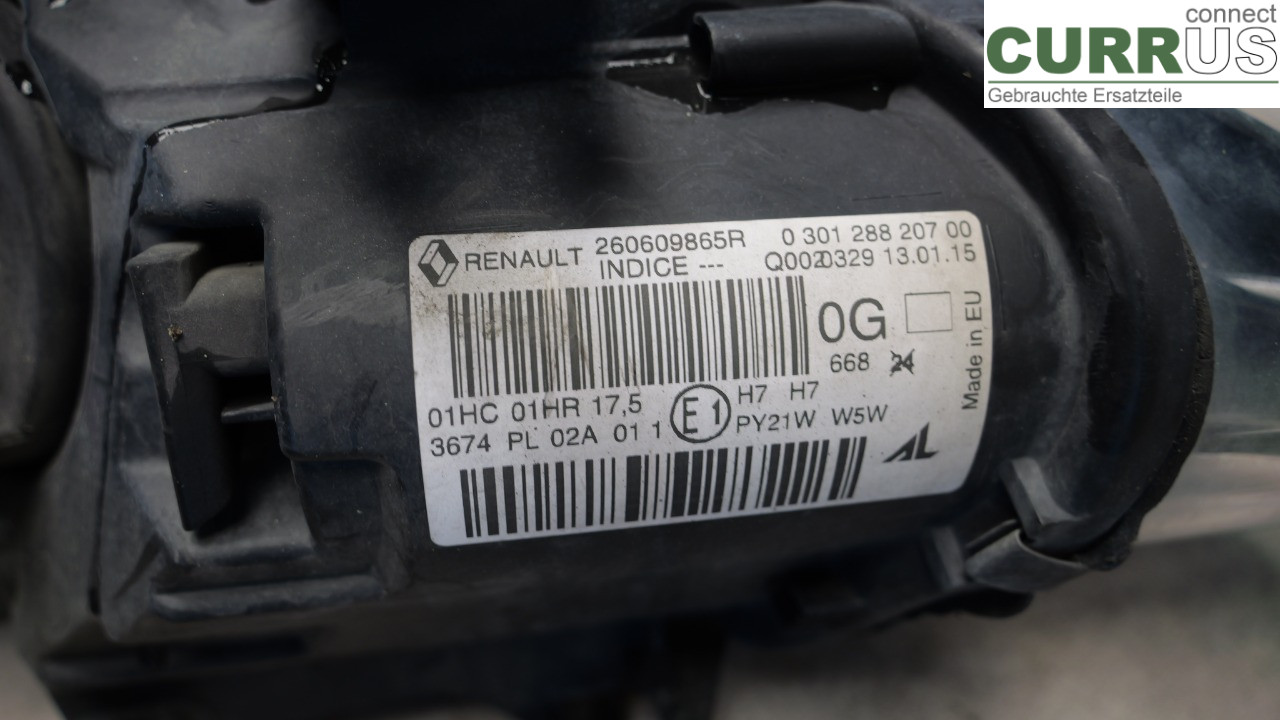 connect
CURRUS
Gebrauchte Ersatzteile
RENAULT 260609865R 0 301 288 207 00
INDICE --- Q0020329 13.01.15
0G
668 24
Made in EU
01HC 01HR 17,5 E1 H7 H7
3674 PL 02A 01 1 PY21W W5W
AL